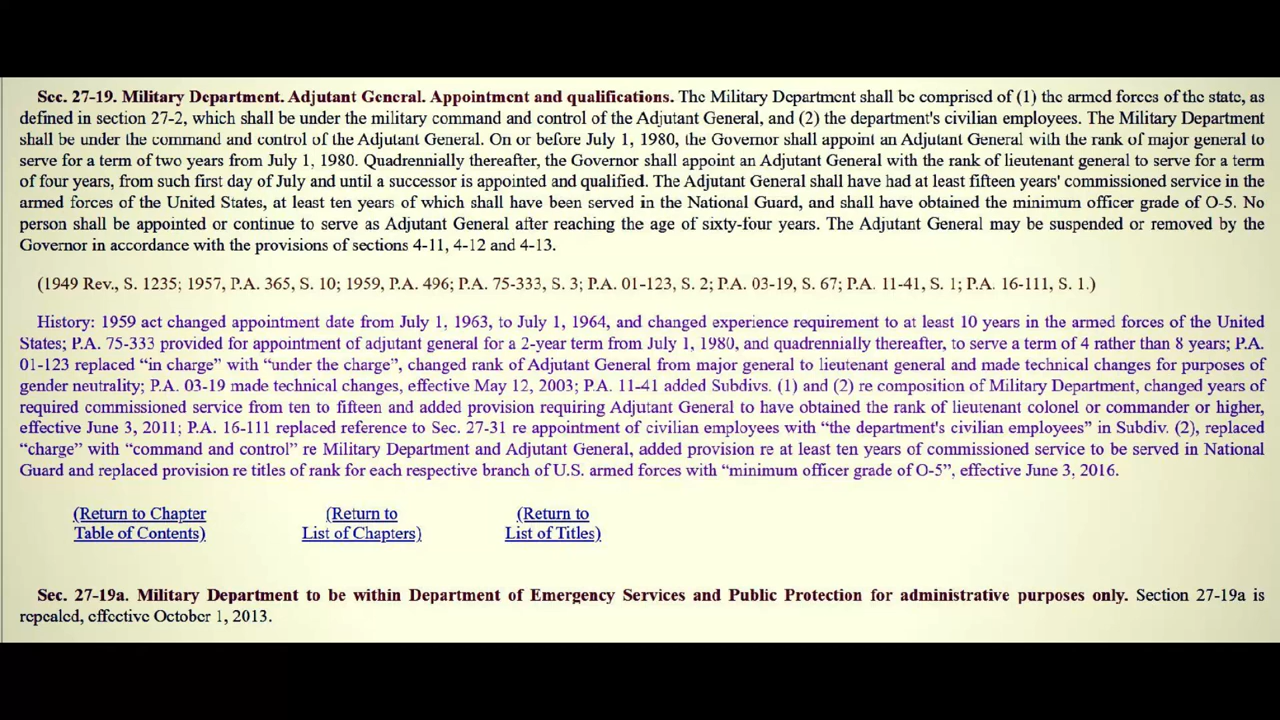 Sec. 27-19. Military Department. Adjutant General. Appointment and qualifications. The Military Department shall be comprised of (1) the armed forces of the state, as
defined in section 27-2, which shall be under the military command and control of the Adjutant General, and (2) the department's civilian employees. The Military Department
shall be under the command and control of the Adjutant General. On or before July 1, 1980, the Governor shall appoint an Adjutant General with the rank of major general to
serve for a term of two years from July 1, 1980. Quadrennially thereafter, the Governor shall appoint an Adjutant General with the rank of lieutenant general to serve for a term
of four years, from such first day of July and until a successor is appointed and qualified. The Adjutant General shall have had at least fifteen years' commissioned service in the
armed forces of the United States, at least ten years of which shall have been served in the National Guard, and shall have obtained the minimum officer grade of O-5. No
person shall be appointed or continue to serve as Adjutant General after reaching the age of sixty-four years. The Adjutant General may be suspended or removed by the
Governor in accordance with the provisions of sections 4-11, 4-12 and 4-13.
(1949 Rev., S. 1235; 1957, P.A. 365, S. 10; 1959, P.A. 496; P.A. 75-333, S. 3; P.A. 01-123, S. 2; P.A. 03-19, S. 67; P.A. 11-41, S. 1; P.A. 16-111, S. 1.)
History: 1959 act changed appointment date from July 1, 1963, to July 1, 1964, and changed experience requirement to at least 10 years in the armed forces of the United
States; P.A. 75-333 provided for appointment of adjutant general for a 2-year term from July 1, 1980, and quadrennially thereafter, to serve a term of 4 rather than 8 years; P.A.
01-123 replaced “in charge” with “under the charge”, changed rank of Adjutant General from major general to lieutenant general and made technical changes for purposes of
gender neutrality; P.A. 03-19 made technical changes, effective May 12, 2003; P.A. 11-41 added Subdivs. (1) and (2) re composition of Military Department, changed years of
required commissioned service from ten to fifteen and added provision requiring Adjutant General to have obtained the rank of lieutenant colonel or commander or higher,
effective June 3, 2011; P.A. 16-111 replaced reference to Sec. 27-31 re appointment of civilian employees with “the department's civilian employees” in Subdiv. (2), replaced
“charge” with “command and control” re Military Department and Adjutant General, added provision re at least ten years of commissioned service to be served in National
Guard and replaced provision re titles of rank for each respective branch of U.S. armed forces with “minimum officer grade of O-5”, effective June 3, 2016.
(Return to Chapter (Return to (Return to
Table of Contents) List of Chapters) List of Titles)
Sec. 27-19a. Military Department to be within Department of Emergency Services and Public Protection for administrative purposes only. Section 27-19a is
repealed, effective October 1, 2013.